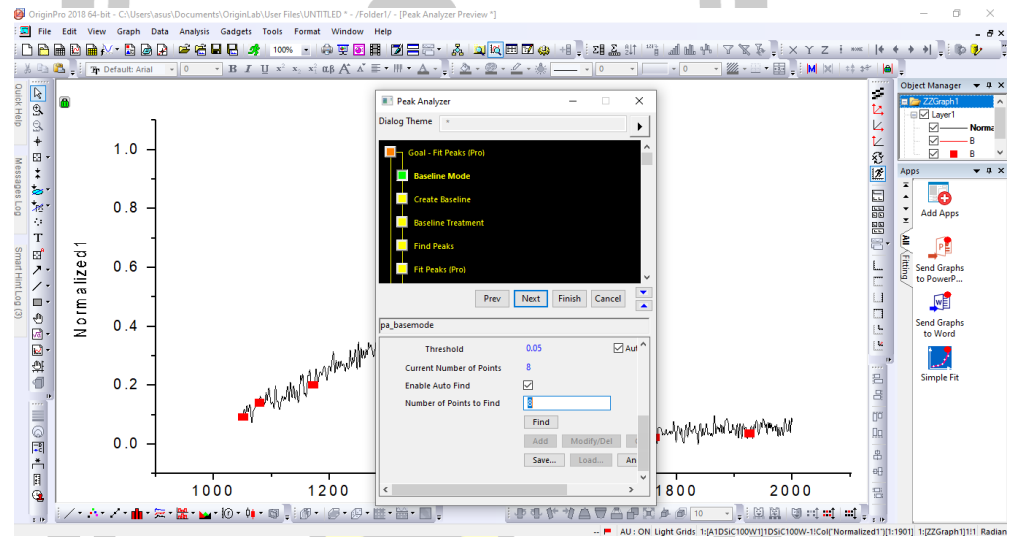 OriginPro 2018 64-bit - C:\Users\asus\Documents\OriginLab\User Files\UNTITLED * - /Folder1/ - [Peak Analyzer Preview *]
File Edit View Graph Data Analysis Gadgets Tools Format Window Help
100%
Default: Arial 0 B I U αβ A A 0 0
Quick Help
Messages Log
Smart Hint Log (3)
Normalized1
1.0
0.8
0.6
0.4
0.2
0.0
1000 1200 1800 2000
Peak Analyzer
Dialog Theme *
Goal - Fit Peaks (Pro)
Baseline Mode
Create Baseline
Baseline Treatment
Find Peaks
Fit Peaks (Pro)
Prev Next Finish Cancel
pa_basemode
Threshold 0.05 Aut
Current Number of Points 8
Enable Auto Find
Number of Points to Find 8
Find
Add Modify/Del
Save... Load... An
Object Manager
ZZGraph1
Layer1
Norma
B
B
Apps
All
Fitting
Add Apps
Send Graphs
to PowerP...
Send Graphs
to Word
Simple Fit
10
-- AU : ON Light Grids 1:[A1DSiC100W1]1DSiC100W-1!Col("Normalized1")[1:1901] 1:[ZZGraph1]1!1 Radian